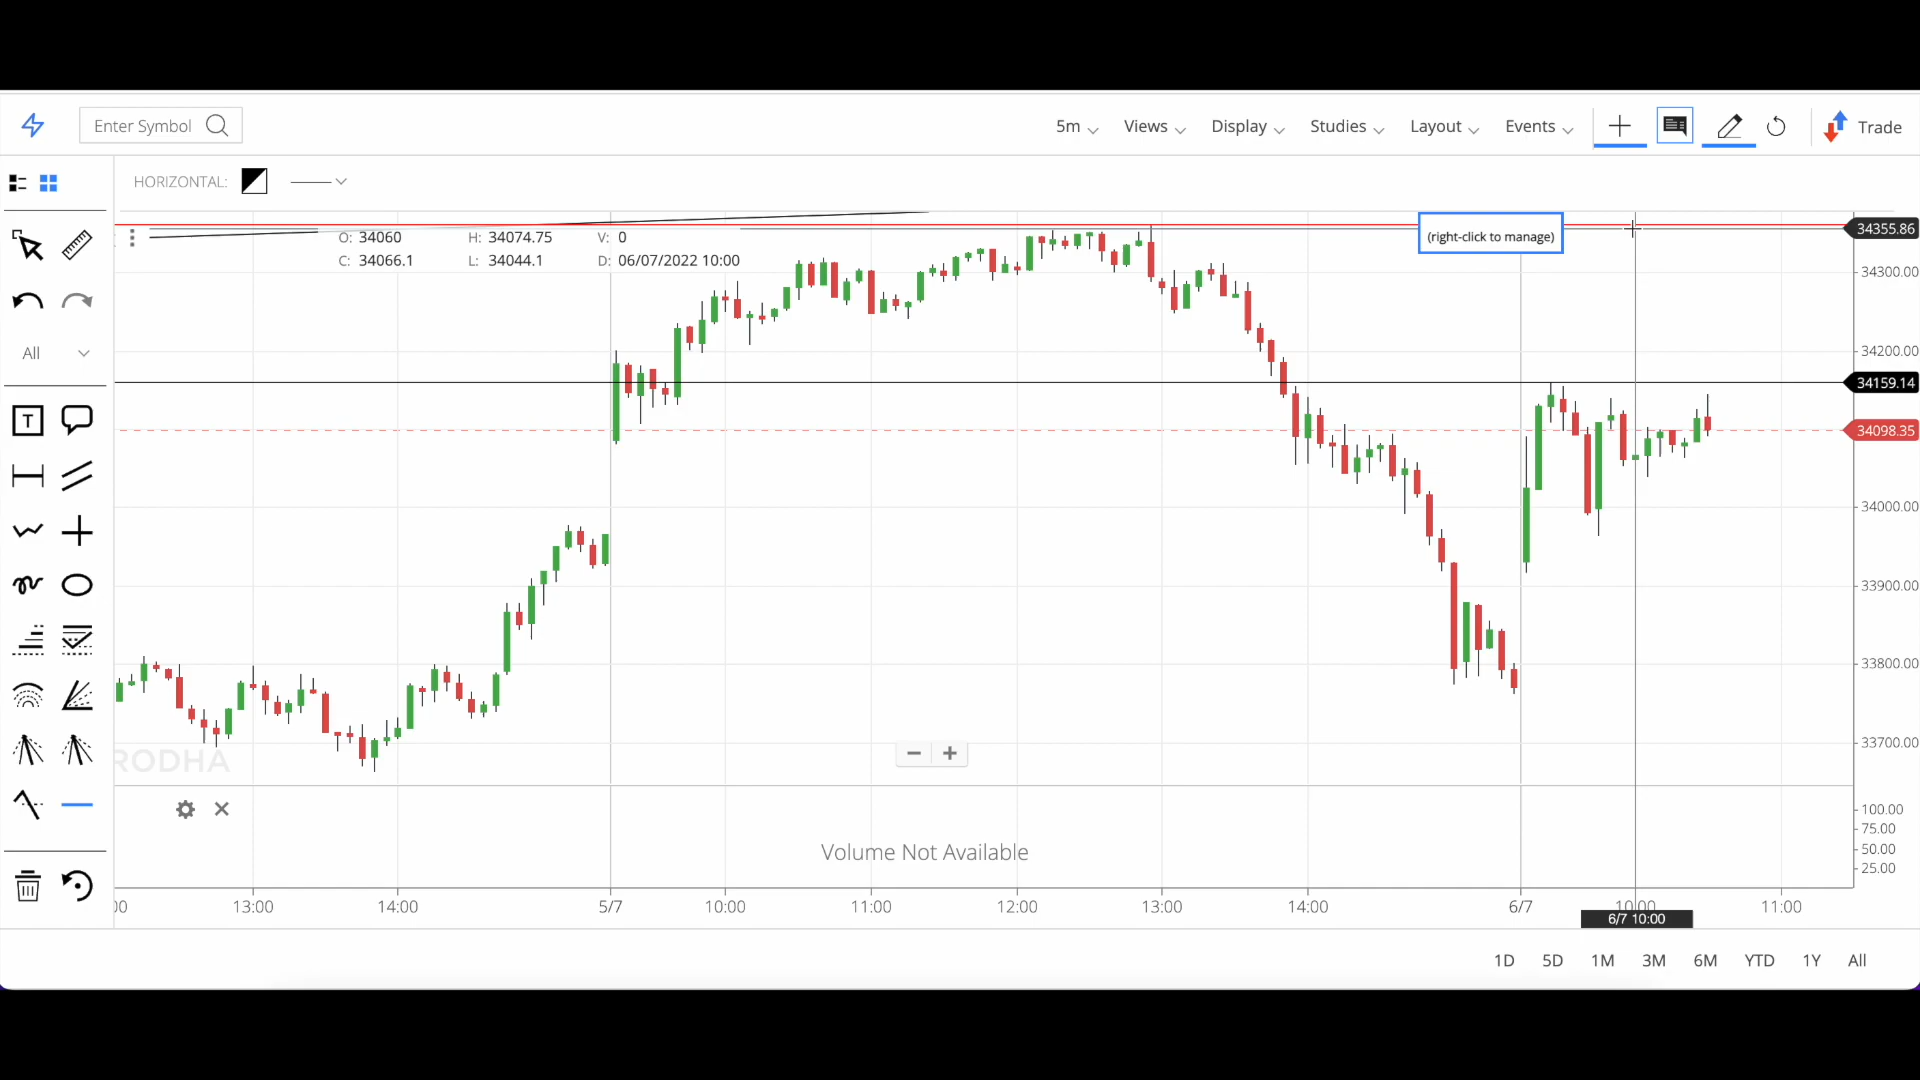 Enter Symbol
5m Views Display Studies Layout Events Trade
HORIZONTAL:
(right-click to manage)
O: 34060 H: 34074.75 V: 0
C: 34066.1 L: 34044.1 D: 06/07/2022 10:00
All
T
34355.86
34300.00
34200.00
34159.14
34098.35
34000.00
33900.00
33800.00
33700.00
RODHA
Volume Not Available
100.00
75.00
50.00
25.00
00 13:00 14:00 5/7 10:00 11:00 12:00 13:00 14:00 6/7 10:00 11:00
6/7 10:00
1D 5D 1M 3M 6M YTD 1Y All